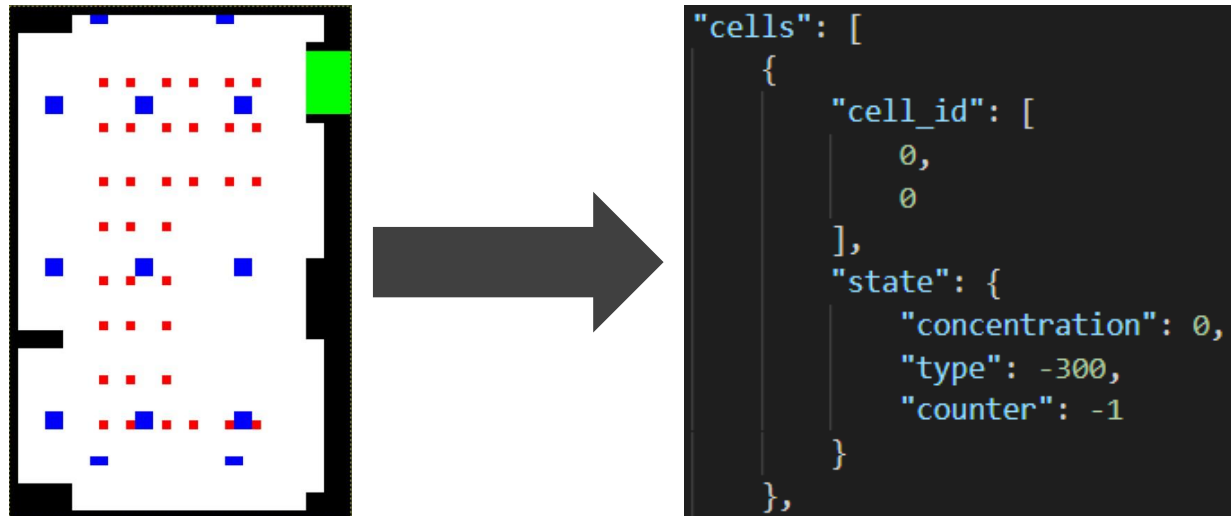 "cells": [
{
"cell_id": [
0,
0
],
"state": {
"concentration": 0,
"type": -300,
"counter": -1
}
},